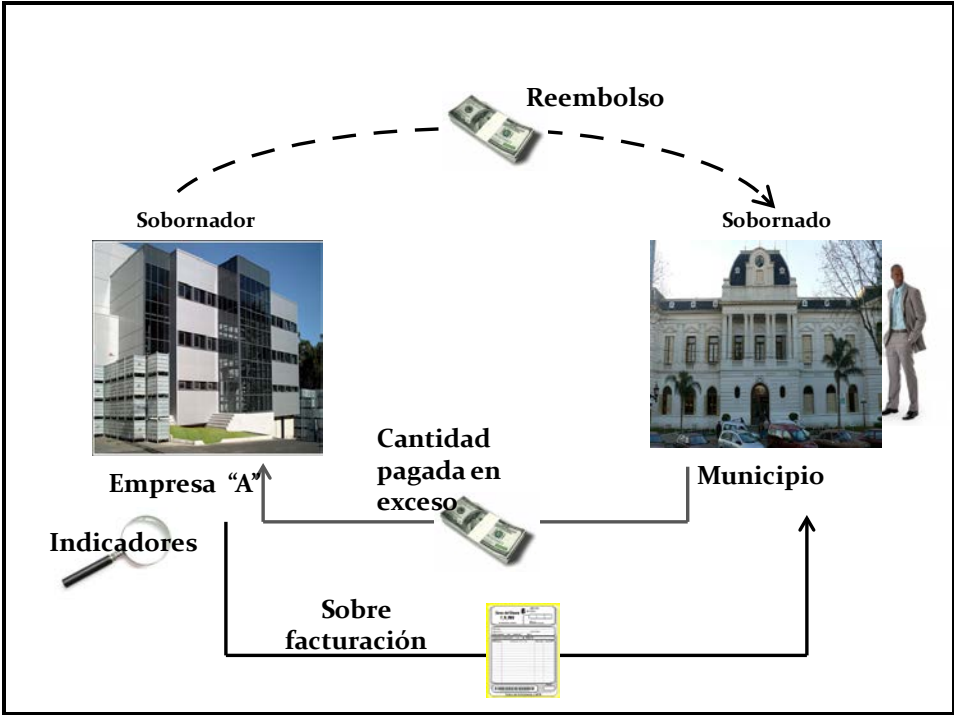 Reembolso
Sobornador
Sobornado
Cantidad
pagada en
exceso
Empresa “A”
Municipio
Indicadores
Sobre
facturación